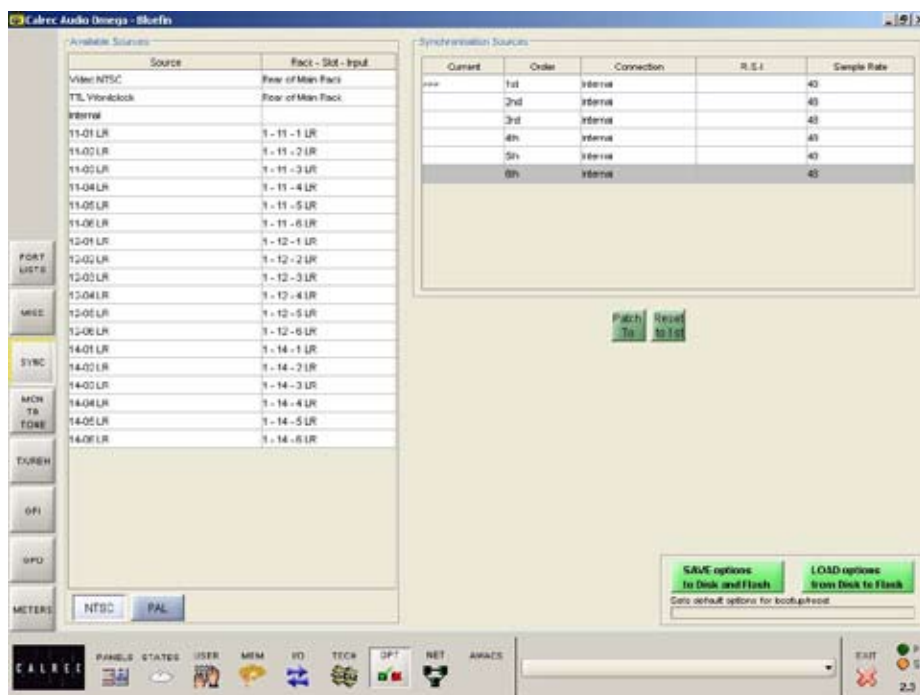 Calrec Audio Omega - Bluefin
Available Sources
Source Rack - Slot - Input
Video NTSC Rear of Main Rack
TTL Wordclock Rear of Main Rack
Internal
11-01 LR 1 - 11 - 1 LR
11-02 LR 1 - 11 - 2 LR
11-03 LR 1 - 11 - 3 LR
11-04 LR 1 - 11 - 4 LR
11-05 LR 1 - 11 - 5 LR
11-06 LR 1 - 11 - 6 LR
12-01 LR 1 - 12 - 1 LR
12-02 LR 1 - 12 - 2 LR
12-03 LR 1 - 12 - 3 LR
12-04 LR 1 - 12 - 4 LR
12-05 LR 1 - 12 - 5 LR
12-06 LR 1 - 12 - 6 LR
14-01 LR 1 - 14 - 1 LR
14-02 LR 1 - 14 - 2 LR
14-03 LR 1 - 14 - 3 LR
14-04 LR 1 - 14 - 4 LR
14-05 LR 1 - 14 - 5 LR
14-06 LR 1 - 14 - 6 LR
NTSC PAL
Synchronisation Sources
Current Order Connection R.S.I. Sample Rate
>>> 1st Internal 48
2nd Internal 48
3rd Internal 48
4th Internal 48
5th Internal 48
6th Internal 48
Patch To
Reset to 1st
SAVE options
to Disk and Flash
LOAD options
from Disk to Flash
Sets default options for bootup/reset
PORT
LISTS
MISC
SYNC
MON
TB
TONE
TX/REH
GPI
GPO
METERS
CALREC
PANELS STATES USER MEM I/O TECH OPT NET AWACS
EXIT
P
S